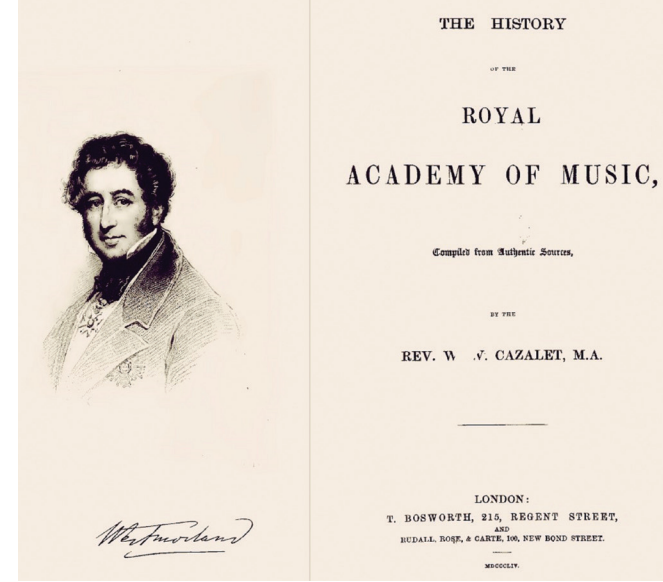 Westmorland
THE HISTORY
OF THE
ROYAL
ACADEMY OF MUSIC,
Compiled from Authentic Sources,
BY THE
REV. W W. CAZALET, M.A.
LONDON:
T. BOSWORTH, 215, REGENT STREET,
AND
RUDALL, ROSE, & CARTE, 100, NEW BOND STREET.
MDCCCLIV.